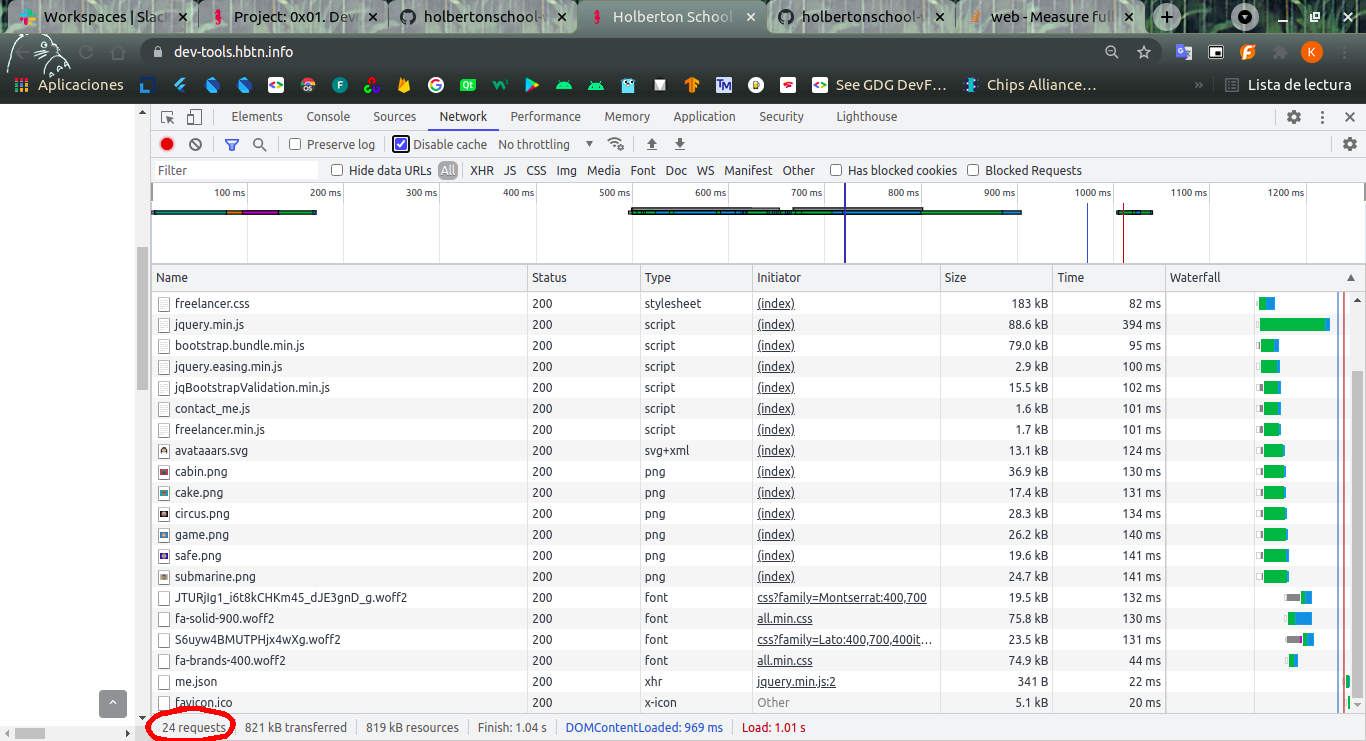 Workspaces | Slac
Project: 0x01. Dev
holbertonschool-v
Holberton School
holbertonschool-v
web - Measure full
dev-tools.hbtn.info
K
Aplicaciones
See GDG DevF…
Chips Alliance…
»
Lista de lectura
Elements Console Sources Network Performance Memory Application Security Lighthouse
Preserve log Disable cache No throttling
Filter Hide data URLs All XHR JS CSS Img Media Font Doc WS Manifest Other Has blocked cookies Blocked Requests
100 ms 200 ms 300 ms 400 ms 500 ms 600 ms 700 ms 800 ms 900 ms 1000 ms 1100 ms 1200 ms
Name Status Type Initiator Size Time Waterfall
freelancer.css 200 stylesheet (index) 183 kB 82 ms
jquery.min.js 200 script (index) 88.6 kB 394 ms
bootstrap.bundle.min.js 200 script (index) 79.0 kB 95 ms
jquery.easing.min.js 200 script (index) 2.9 kB 100 ms
jqBootstrapValidation.min.js 200 script (index) 15.5 kB 102 ms
contact_me.js 200 script (index) 1.6 kB 101 ms
freelancer.min.js 200 script (index) 1.7 kB 101 ms
avataaars.svg 200 svg+xml (index) 13.1 kB 124 ms
cabin.png 200 png (index) 36.9 kB 130 ms
cake.png 200 png (index) 17.4 kB 131 ms
circus.png 200 png (index) 28.3 kB 134 ms
game.png 200 png (index) 26.2 kB 140 ms
safe.png 200 png (index) 19.6 kB 141 ms
submarine.png 200 png (index) 24.7 kB 141 ms
JTURjIg1_i6t8kCHKm45_dJE3gnD_g.woff2 200 font css?family=Montserrat:400,700 19.5 kB 132 ms
fa-solid-900.woff2 200 font all.min.css 75.8 kB 130 ms
S6uyw4BMUTPHjx4wXg.woff2 200 font css?family=Lato:400,700,400it… 23.5 kB 131 ms
fa-brands-400.woff2 200 font all.min.css 74.9 kB 44 ms
me.json 200 xhr jquery.min.js:2 341 B 22 ms
favicon.ico 200 x-icon Other 5.1 kB 20 ms
24 requests 821 kB transferred 819 kB resources Finish: 1.04 s DOMContentLoaded: 969 ms Load: 1.01 s